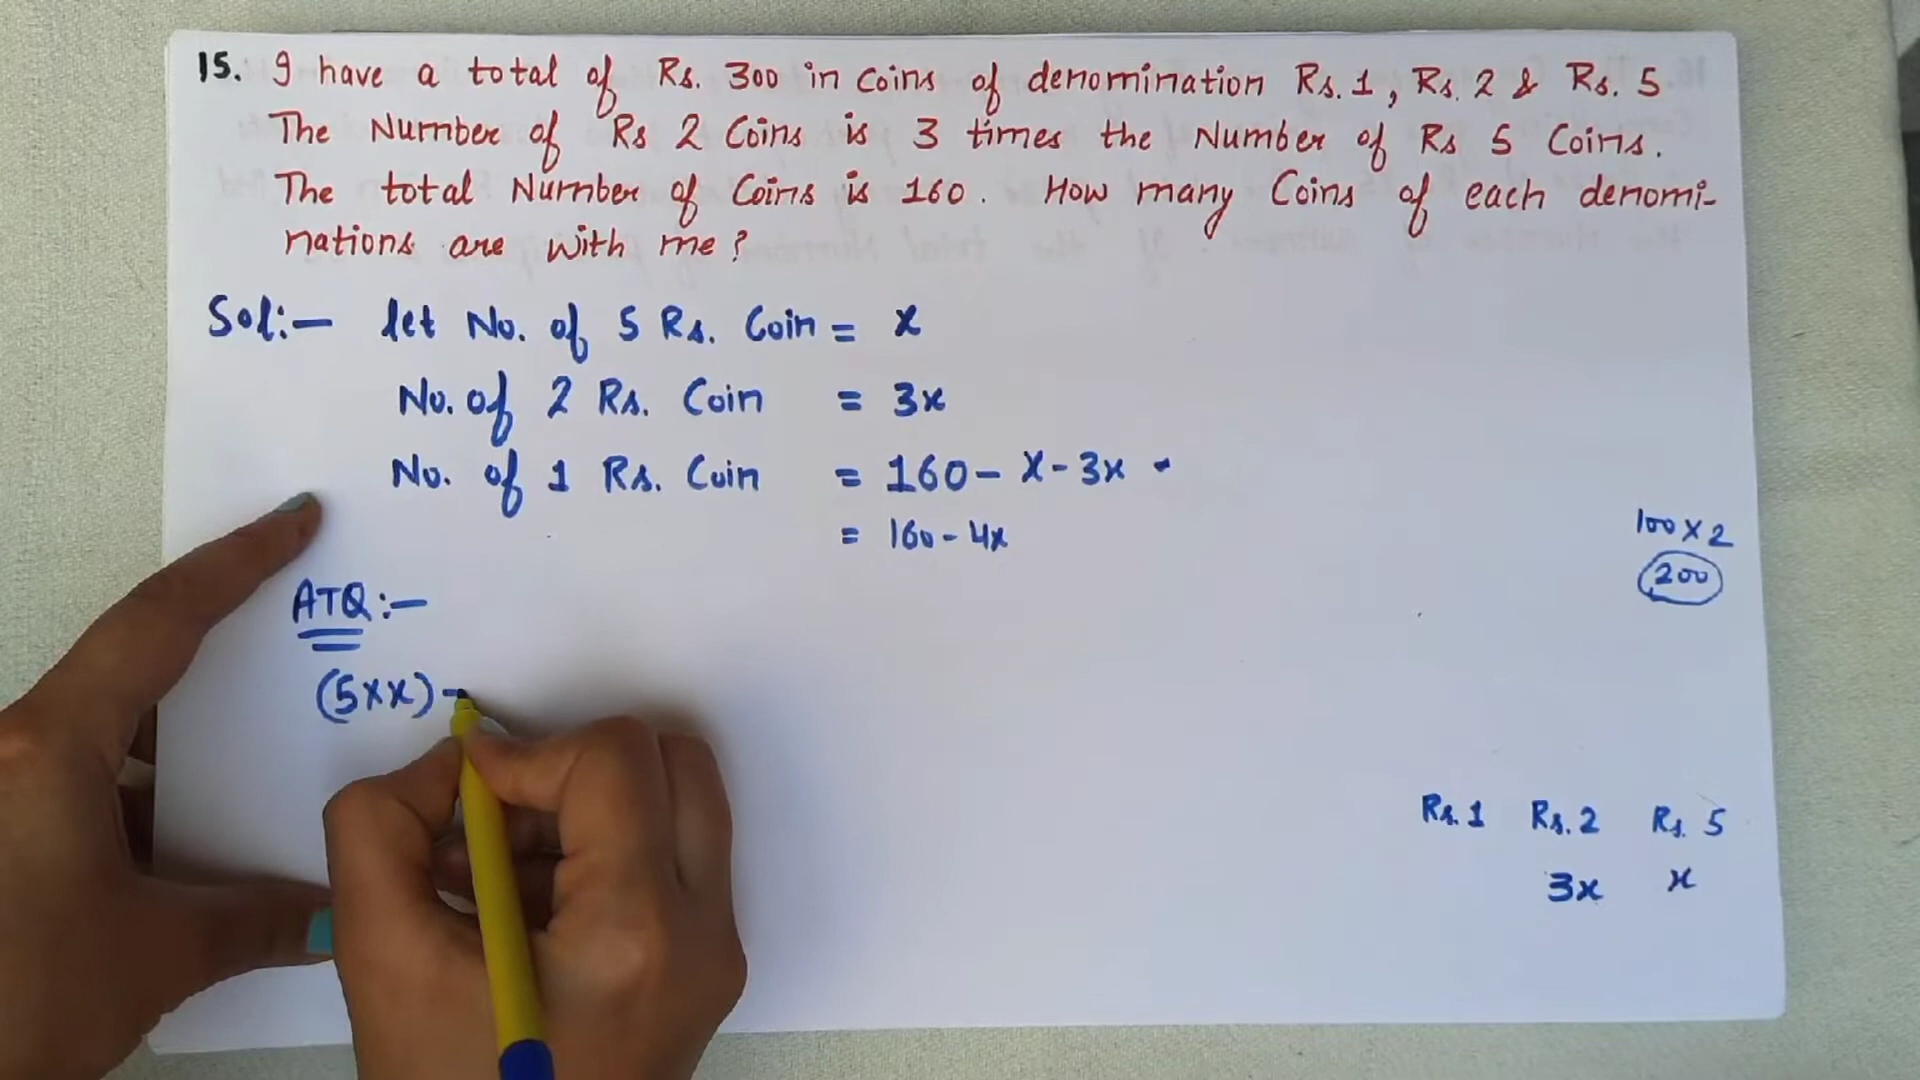 15. I have a total of Rs. 300 in coins of denomination Rs. 1, Rs. 2 & Rs. 5
The Number of Rs 2 Coins is 3 times the Number of Rs 5 Coins.
The total Number of Coins is 160. How many Coins of each denomi-
nations are with me?
Sol:— let No. of 5 Rs. Coin = x
No. of 2 Rs. Coin = 3x
No. of 1 Rs. Coin = 160 - x - 3x -
= 160 - 4x
100 x 2
200
ATQ:—
(5×x) -
Rs. 1 Rs. 2 Rs. 5
3x x